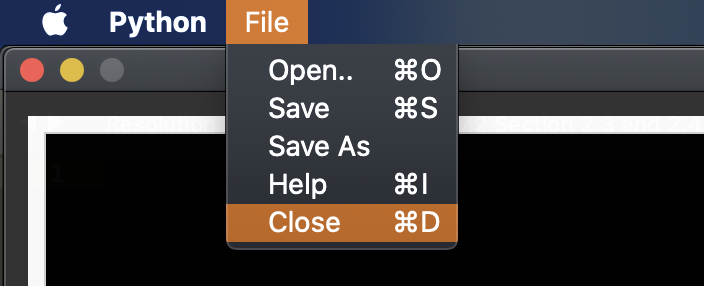 Python File
Open.. ⌘O
Save ⌘S
Save As
Help ⌘I
Close ⌘D